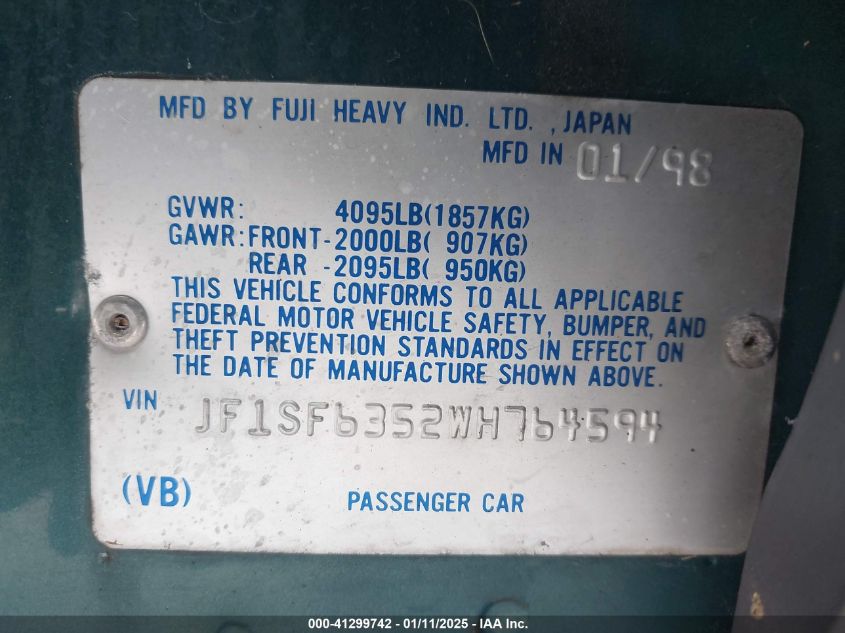 MFD BY FUJI HEAVY IND. LTD. , JAPAN
MFD IN 01/98
GVWR: 4095LB(1857KG)
GAWR:FRONT-2000LB( 907KG)
REAR -2095LB( 950KG)
THIS VEHICLE CONFORMS TO ALL APPLICABLE
FEDERAL MOTOR VEHICLE SAFETY, BUMPER, AND
THEFT PREVENTION STANDARDS IN EFFECT ON
THE DATE OF MANUFACTURE SHOWN ABOVE.
VIN JF1SF6352WH764594
(VB) PASSENGER CAR
000-41299742 - 01/11/2025 - IAA Inc.